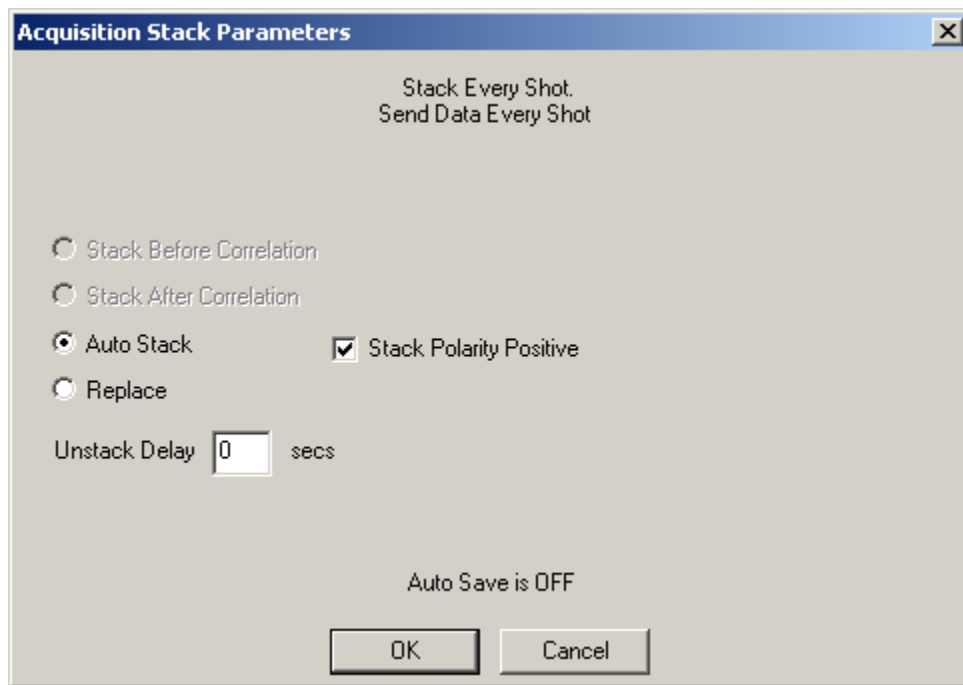 Acquisition Stack Parameters
Stack Every Shot.
Send Data Every Shot
Stack Before Correlation
Stack After Correlation
Auto Stack
Stack Polarity Positive
Replace
Unstack Delay 0 secs
Auto Save is OFF
OK Cancel